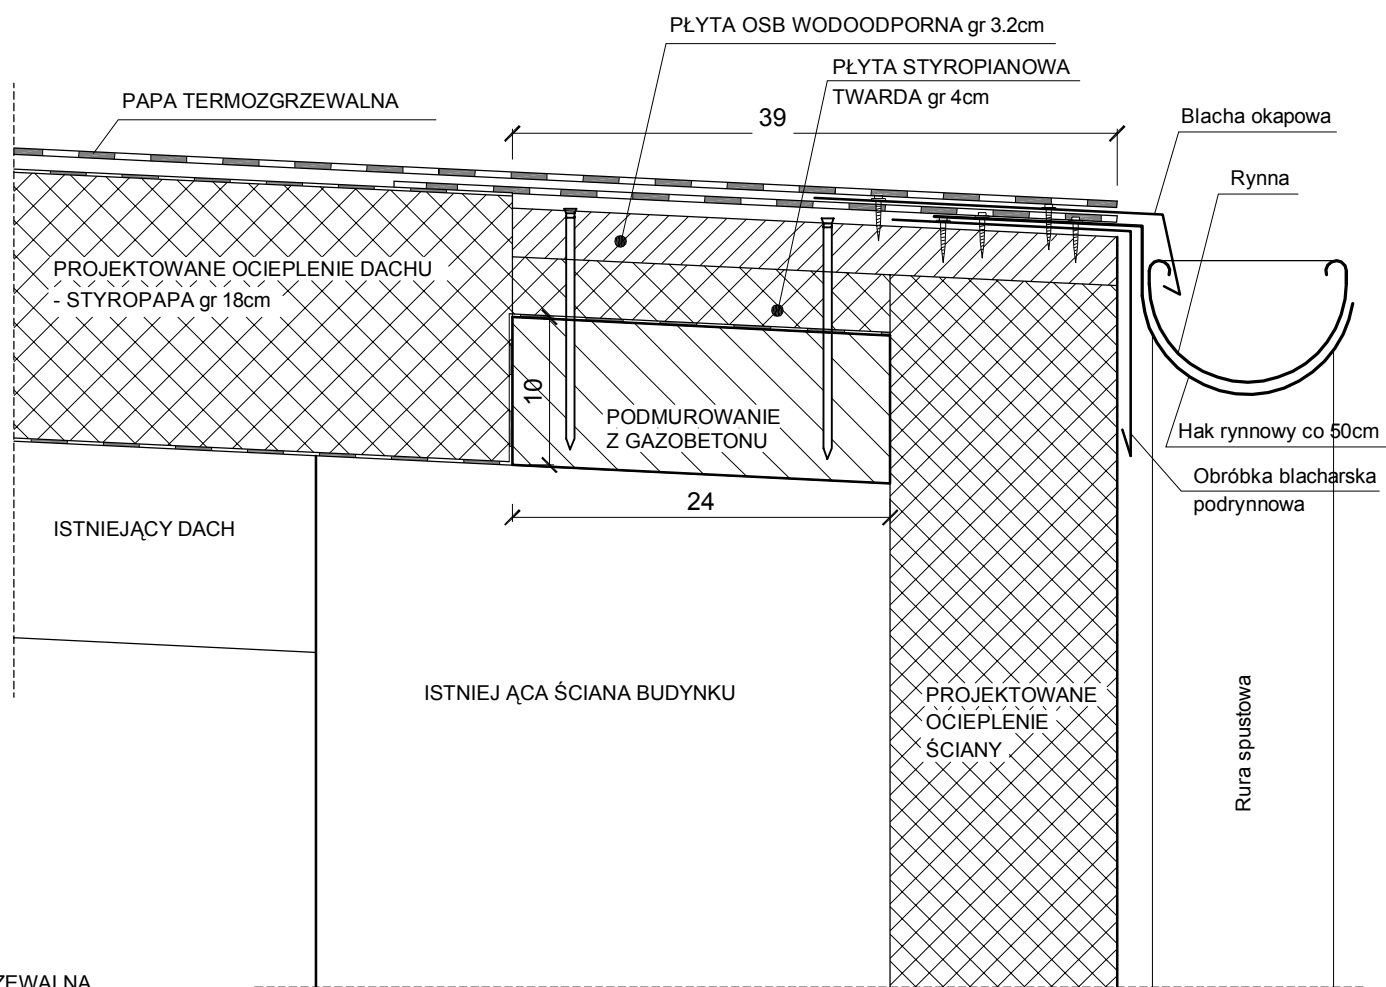 PŁYTA OSB WODOODPORNA gr 3.2cm
PŁYTA STYROPIANOWA
TWARDA gr 4cm
PAPA TERMOZGRZEWALNA
39
Blacha okapowa
Rynna
PROJEKTOWANE OCIEPLENIE DACHU
- STYROPAPA gr 18cm
10
PODMUROWANIE
Z GAZOBETONU
Hak rynnowy co 50cm
Obróbka blacharska
podrynnowa
24
ISTNIEJĄCY DACH
ISTNIEJ ĄCA ŚCIANA BUDYNKU
PROJEKTOWANE
OCIEPLENIE
ŚCIANY
Rura spustowa
ZEWALNA